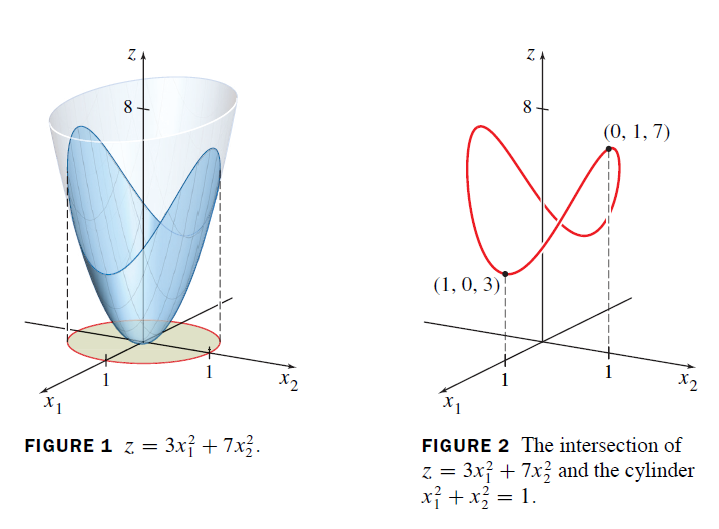 z
8
1
1
x₂
x₁
FIGURE 1 z = 3x₁² + 7x₂².
z
8
(0, 1, 7)
(1, 0, 3)
1
1
x₂
x₁
FIGURE 2 The intersection of
z = 3x₁² + 7x₂² and the cylinder
x₁² + x₂² = 1.